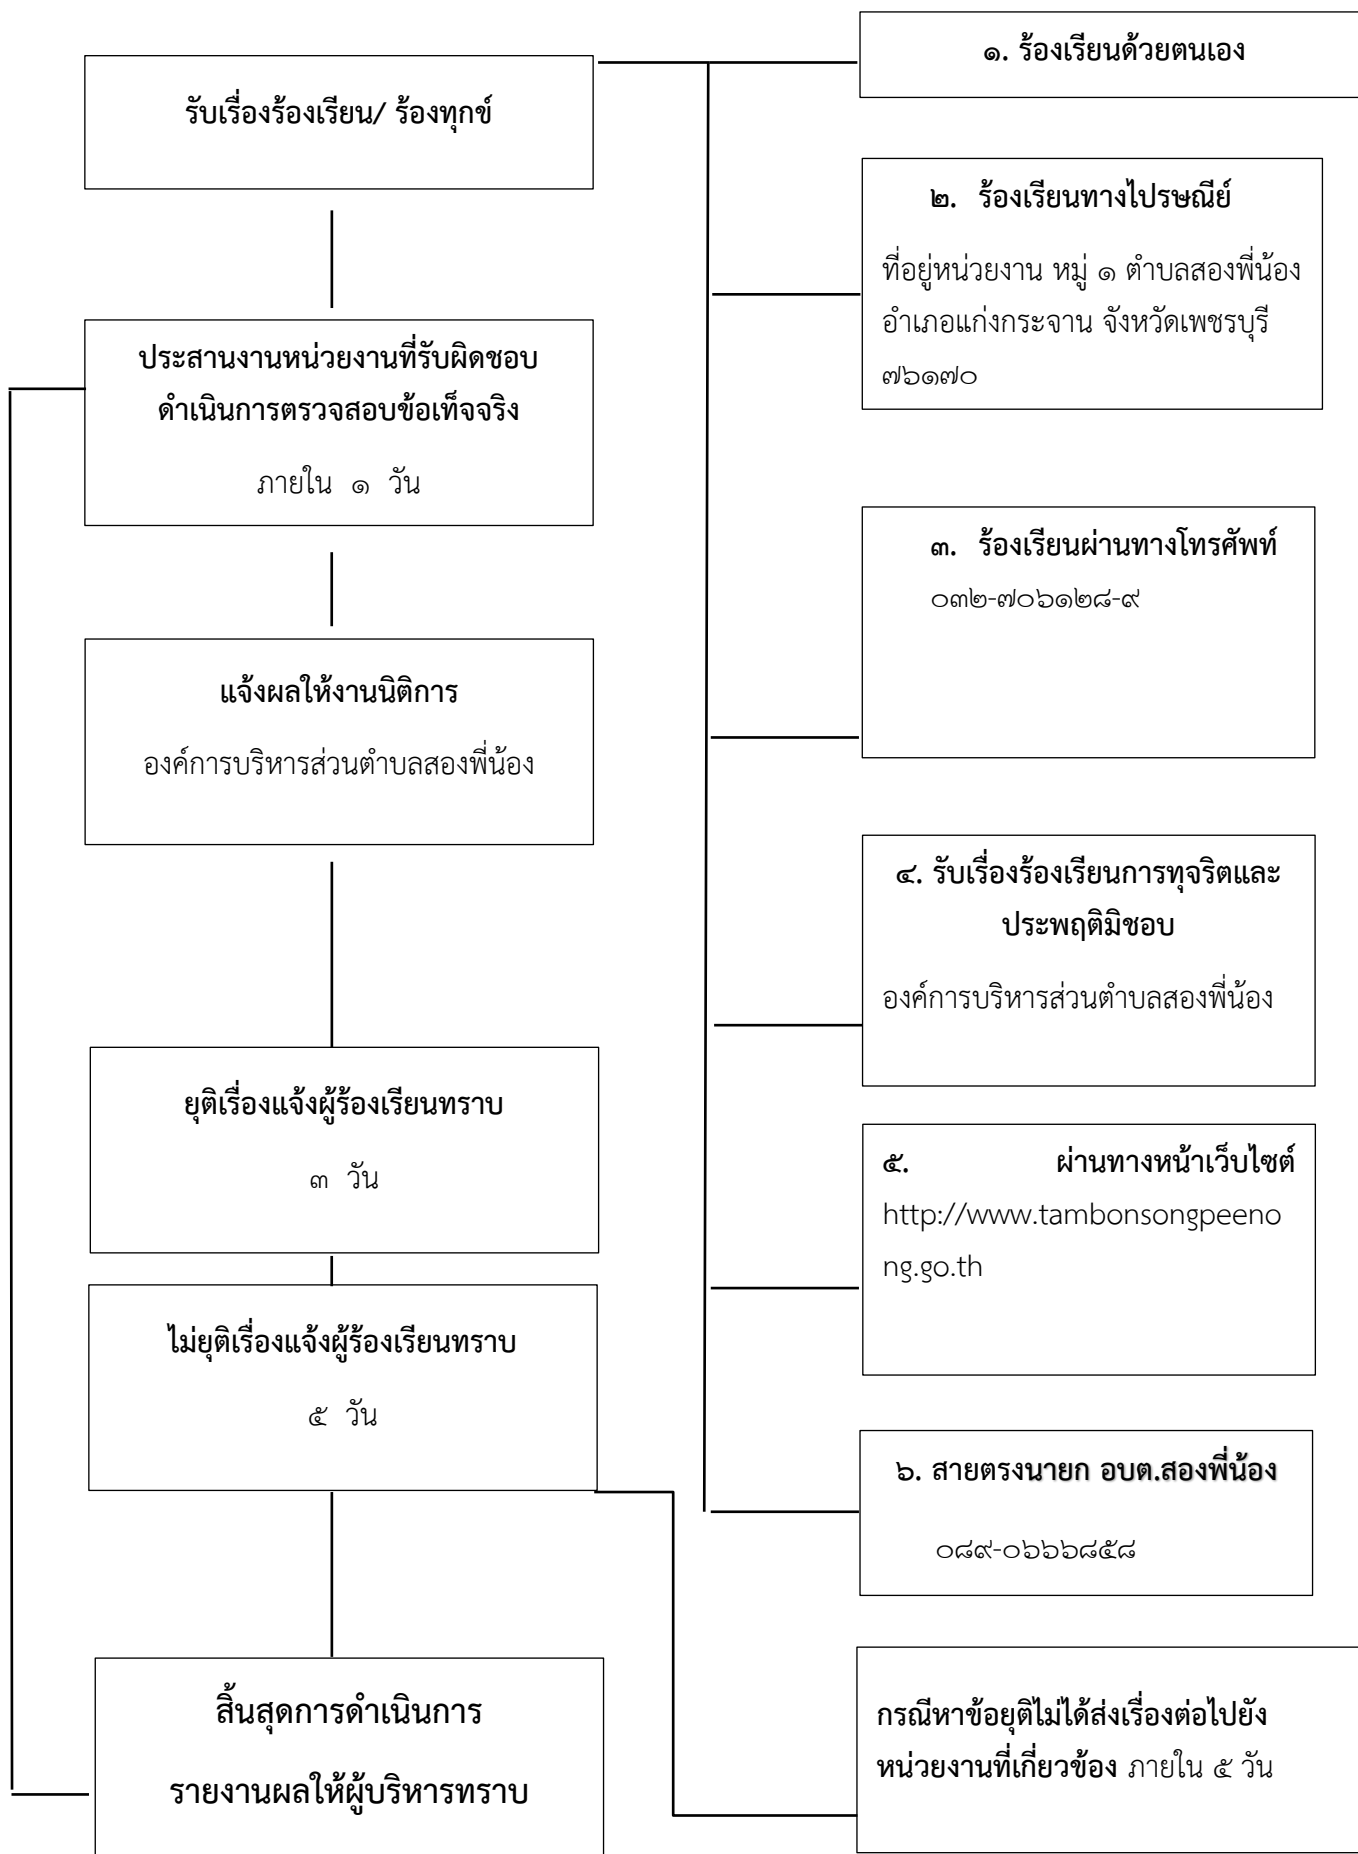 รับเรื่องร้องเรียน/ ร้องทุกข์
ประสานงานหน่วยงานที่รับผิดชอบ
ดำเนินการตรวจสอบข้อเท็จจริง
ภายใน ๑ วัน
แจ้งผลให้งานนิติการ
องค์การบริหารส่วนตำบลสองพี่น้อง
ยุติเรื่องแจ้งผู้ร้องเรียนทราบ
๓ วัน
ไม่ยุติเรื่องแจ้งผู้ร้องเรียนทราบ
๕ วัน
สิ้นสุดการดำเนินการ
รายงานผลให้ผู้บริหารทราบ
๑. ร้องเรียนด้วยตนเอง
๒. ร้องเรียนทางไปรษณีย์
ที่อยู่หน่วยงาน หมู่ ๑ ตำบลสองพี่น้อง
อำเภอแก่งกระจาน จังหวัดเพชรบุรี
๗๖๑๗๐
๓. ร้องเรียนผ่านทางโทรศัพท์
๐๓๒-๗๐๖๑๒๘-๙
๔. รับเรื่องร้องเรียนการทุจริตและ
ประพฤติมิชอบ
องค์การบริหารส่วนตำบลสองพี่น้อง
๕. ผ่านทางหน้าเว็บไซต์
http://www.tambonsongpeeno
ng.go.th
๖. สายตรงนายก อบต.สองพี่น้อง
๐๘๙-๐๖๖๖๘๕๘
กรณีหาข้อยุติไม่ได้ส่งเรื่องต่อไปยัง
หน่วยงานที่เกี่ยวข้อง ภายใน ๕ วัน